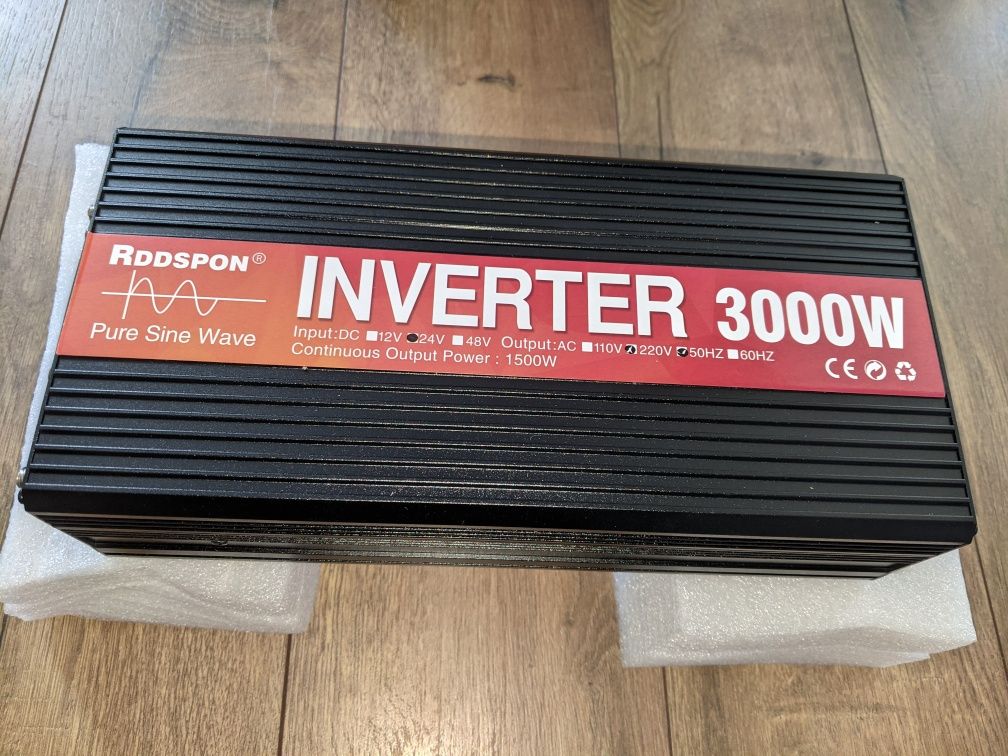 RDDSPON®
Pure Sine Wave
INVERTER 3000W
Input:DC 12V 24V 48V Output:AC 110V 220V 50HZ 60HZ
Continuous Output Power : 1500W
CE